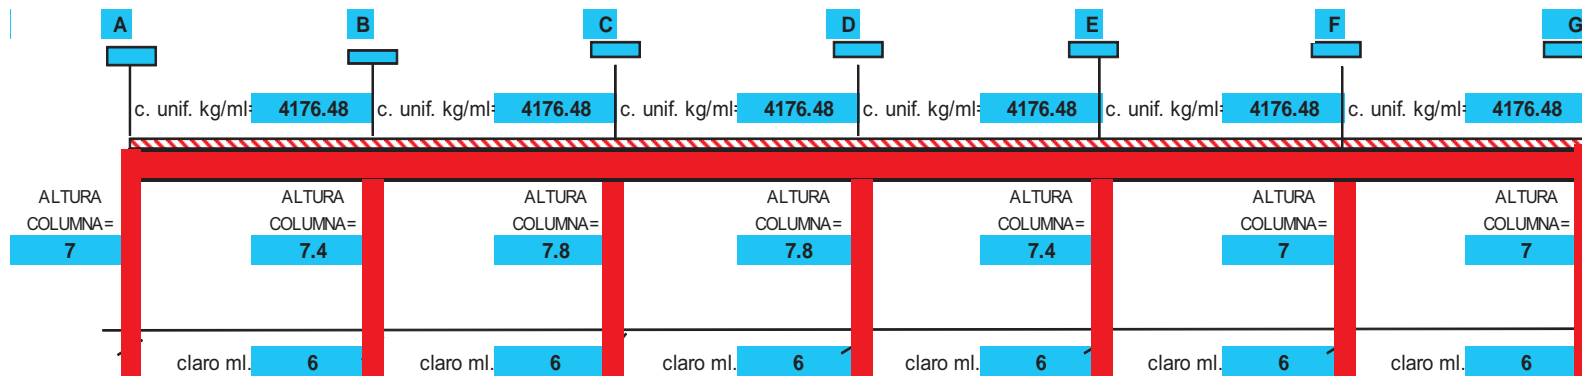 A B C D E F G
c. unif. kg/ml= 4176.48 c. unif. kg/ml= 4176.48 c. unif. kg/ml= 4176.48 c. unif. kg/ml= 4176.48 c. unif. kg/ml= 4176.48 c. unif. kg/ml= 4176.48
ALTURA ALTURA ALTURA ALTURA ALTURA ALTURA ALTURA
COLUMNA= COLUMNA= COLUMNA= COLUMNA= COLUMNA= COLUMNA= COLUMNA=
7 7.4 7.8 7.8 7.4 7 7
claro ml. 6 claro ml. 6 claro ml. 6 claro ml. 6 claro ml. 6 claro ml. 6